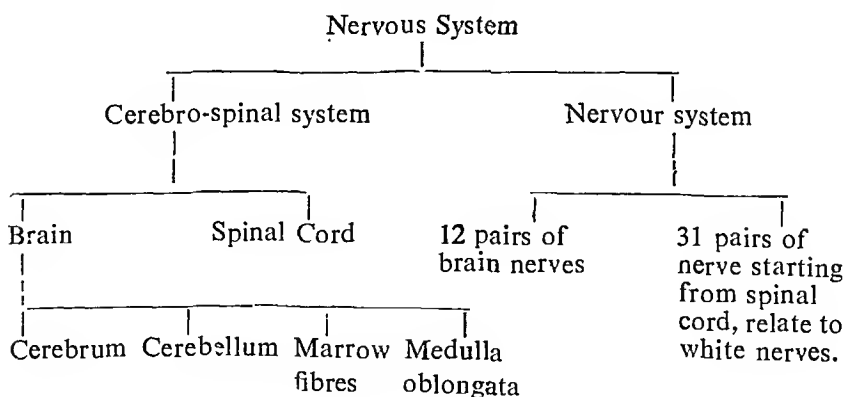 Nervous System
Cerebro-spinal system
Nervour system
Brain
Spinal Cord
12 pairs of
brain nerves
31 pairs of
nerve starting
from spinal
cord, relate to
white nerves.
Cerebrum
Cerebellum
Marrow
fibres
Medulla
oblongata